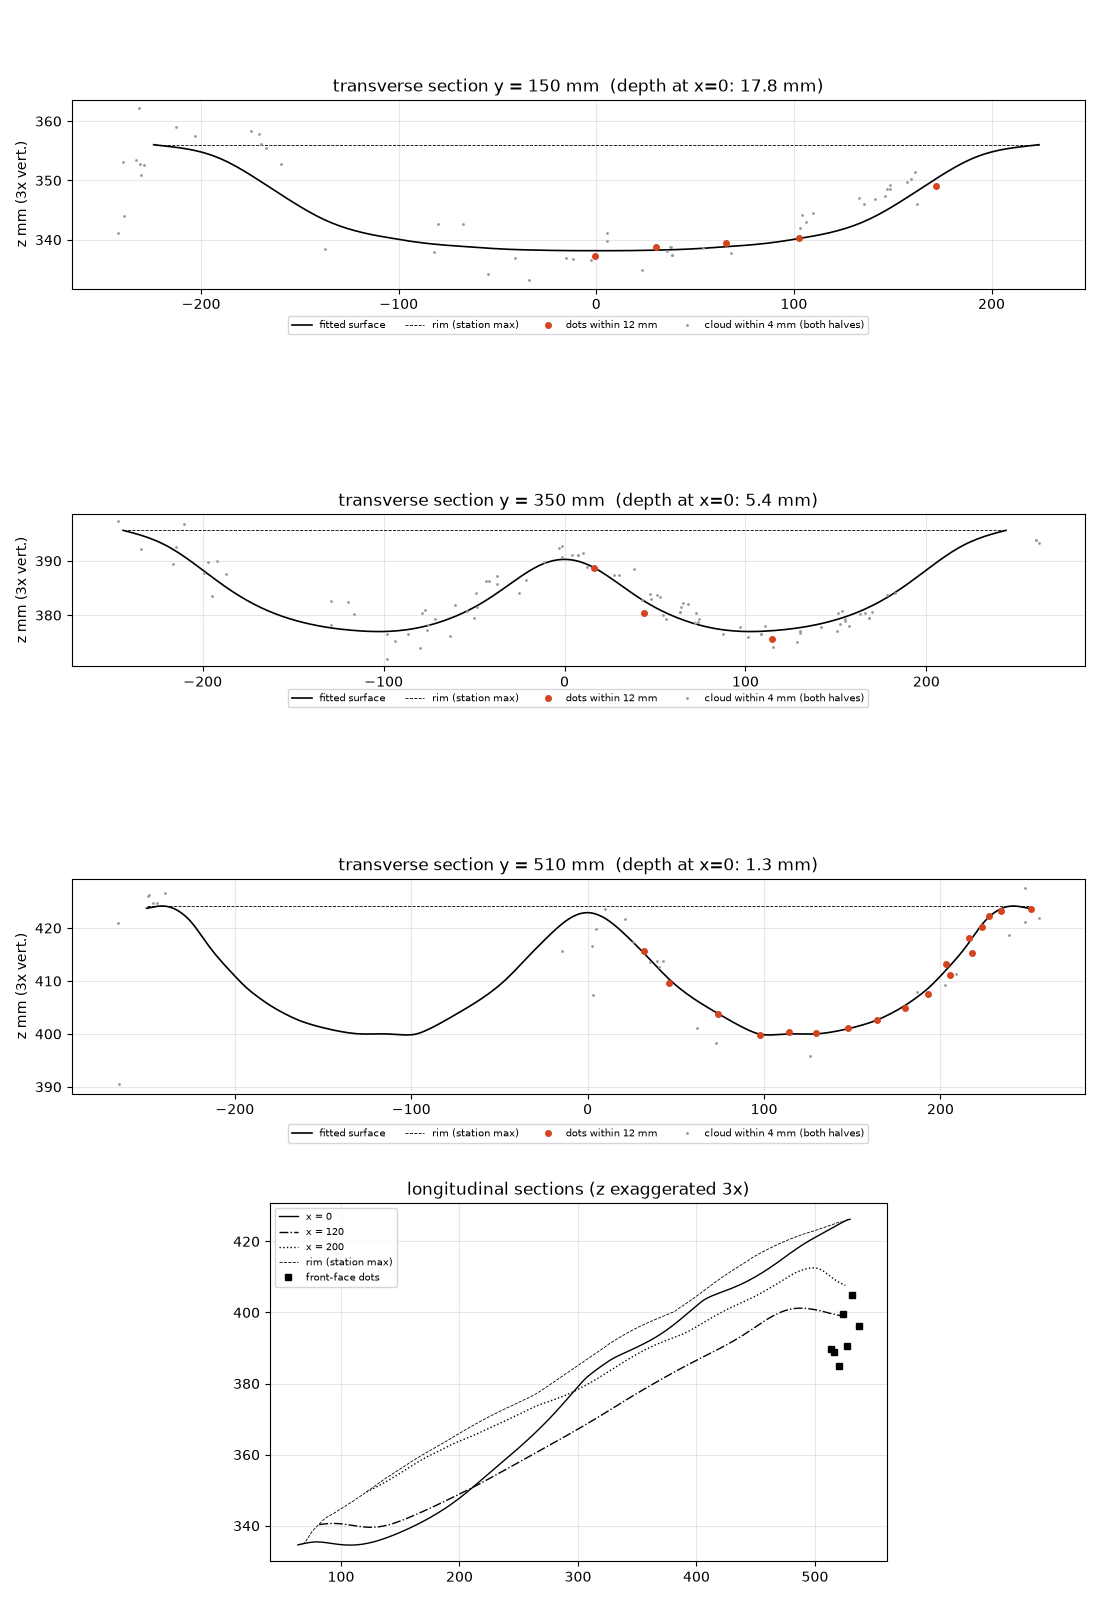 transverse section y = 150 mm  (depth at x=0: 17.8 mm)
z mm (3x vert.)
360
350
340
−200 −100 0 100 200
fitted surface rim (station max) dots within 12 mm cloud within 4 mm (both halves)
transverse section y = 350 mm  (depth at x=0: 5.4 mm)
z mm (3x vert.)
390
380
−200 −100 0 100 200
fitted surface rim (station max) dots within 12 mm cloud within 4 mm (both halves)
transverse section y = 510 mm  (depth at x=0: 1.3 mm)
z mm (3x vert.)
420
410
400
390
−200 −100 0 100 200
fitted surface rim (station max) dots within 12 mm cloud within 4 mm (both halves)
longitudinal sections (z exaggerated 3x)
x = 0
x = 120
x = 200
rim (station max)
front-face dots
420
400
380
360
340
100 200 300 400 500